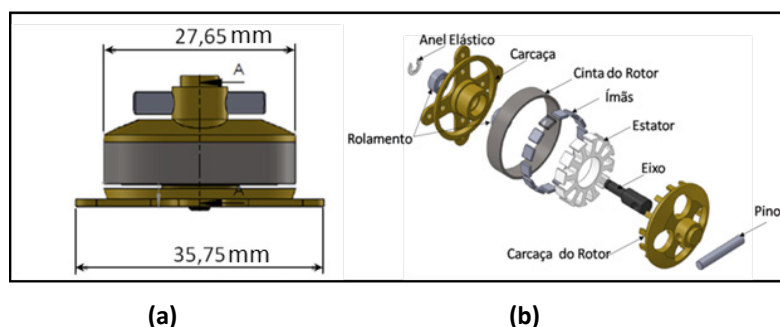 27,65 mm
A
A
35,75 mm
Anel Elástico
Carcaça
Cinta do Rotor
Ímãs
Rolamento
Estator
Eixo
Pino
Carcaça do Rotor
(a)
(b)